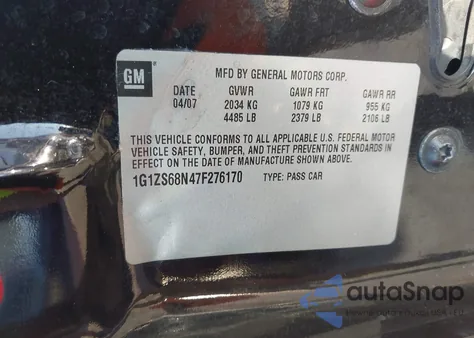 GM
MFD BY GENERAL MOTORS CORP.
DATE GVWR GAWR FRT GAWR RR
04/07 2034 KG 1079 KG 955 KG
4485 LB 2379 LB 2106 LB
THIS VEHICLE CONFORMS TO ALL APPLICABLE U.S. FEDERAL MOTOR
VEHICLE SAFETY, BUMPER, AND THEFT PREVENTION STANDARDS
IN EFFECT ON THE DATE OF MANUFACTURE SHOWN ABOVE.
1G1ZS68N47F276170 TYPE: PASS CAR
autoSnap